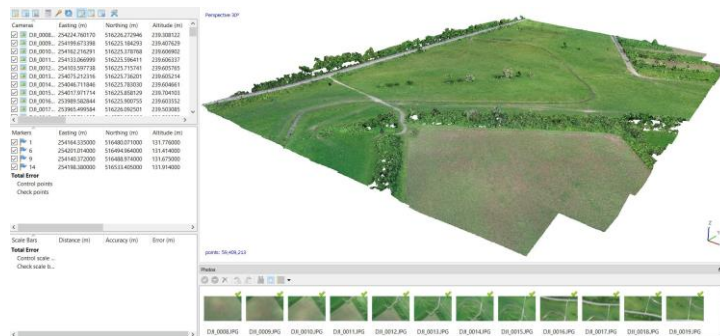 Cameras Easting (m) Northing (m) Altitude (m)
DJI_0008... 254224.760170 516226.272946 239.308122
DJI_0009... 254199.673398 516225.184293 239.407629
DJI_0010... 254162.216291 516225.378768 239.606902
DJI_0011... 254133.066999 516225.596411 239.606337
DJI_0012... 254103.597738 516225.715741 239.605765
DJI_0013... 254075.212316 516225.736201 239.605214
DJI_0014... 254046.711846 516225.783030 239.604661
DJI_0015... 254017.971714 516225.858129 239.704103
DJI_0016... 253989.582844 516225.900755 239.603552
DJI_0017... 253965.499584 516226.092501 239.503085
Markers Easting (m) Northing (m) Altitude (m)
1 254164.535000 516480.071000 131.776000
6 254201.014000 516494.364000 131.414000
9 254140.372000 516488.974000 131.675000
14 254198.380000 516533.405000 131.914000
Total Error
Control points
Check points
Scale Bars Distance (m) Accuracy (m) Error (m)
Total Error
Control scale ...
Check scale b...
Perspective 30°
points: 59,409,213
Photos
DJI_0008.JPG DJI_0009.JPG DJI_0010.JPG DJI_0011.JPG DJI_0012.JPG DJI_0013.JPG DJI_0014.JPG DJI_0015.JPG DJI_0016.JPG DJI_0017.JPG DJI_0018.JPG DJI_0019.JPG